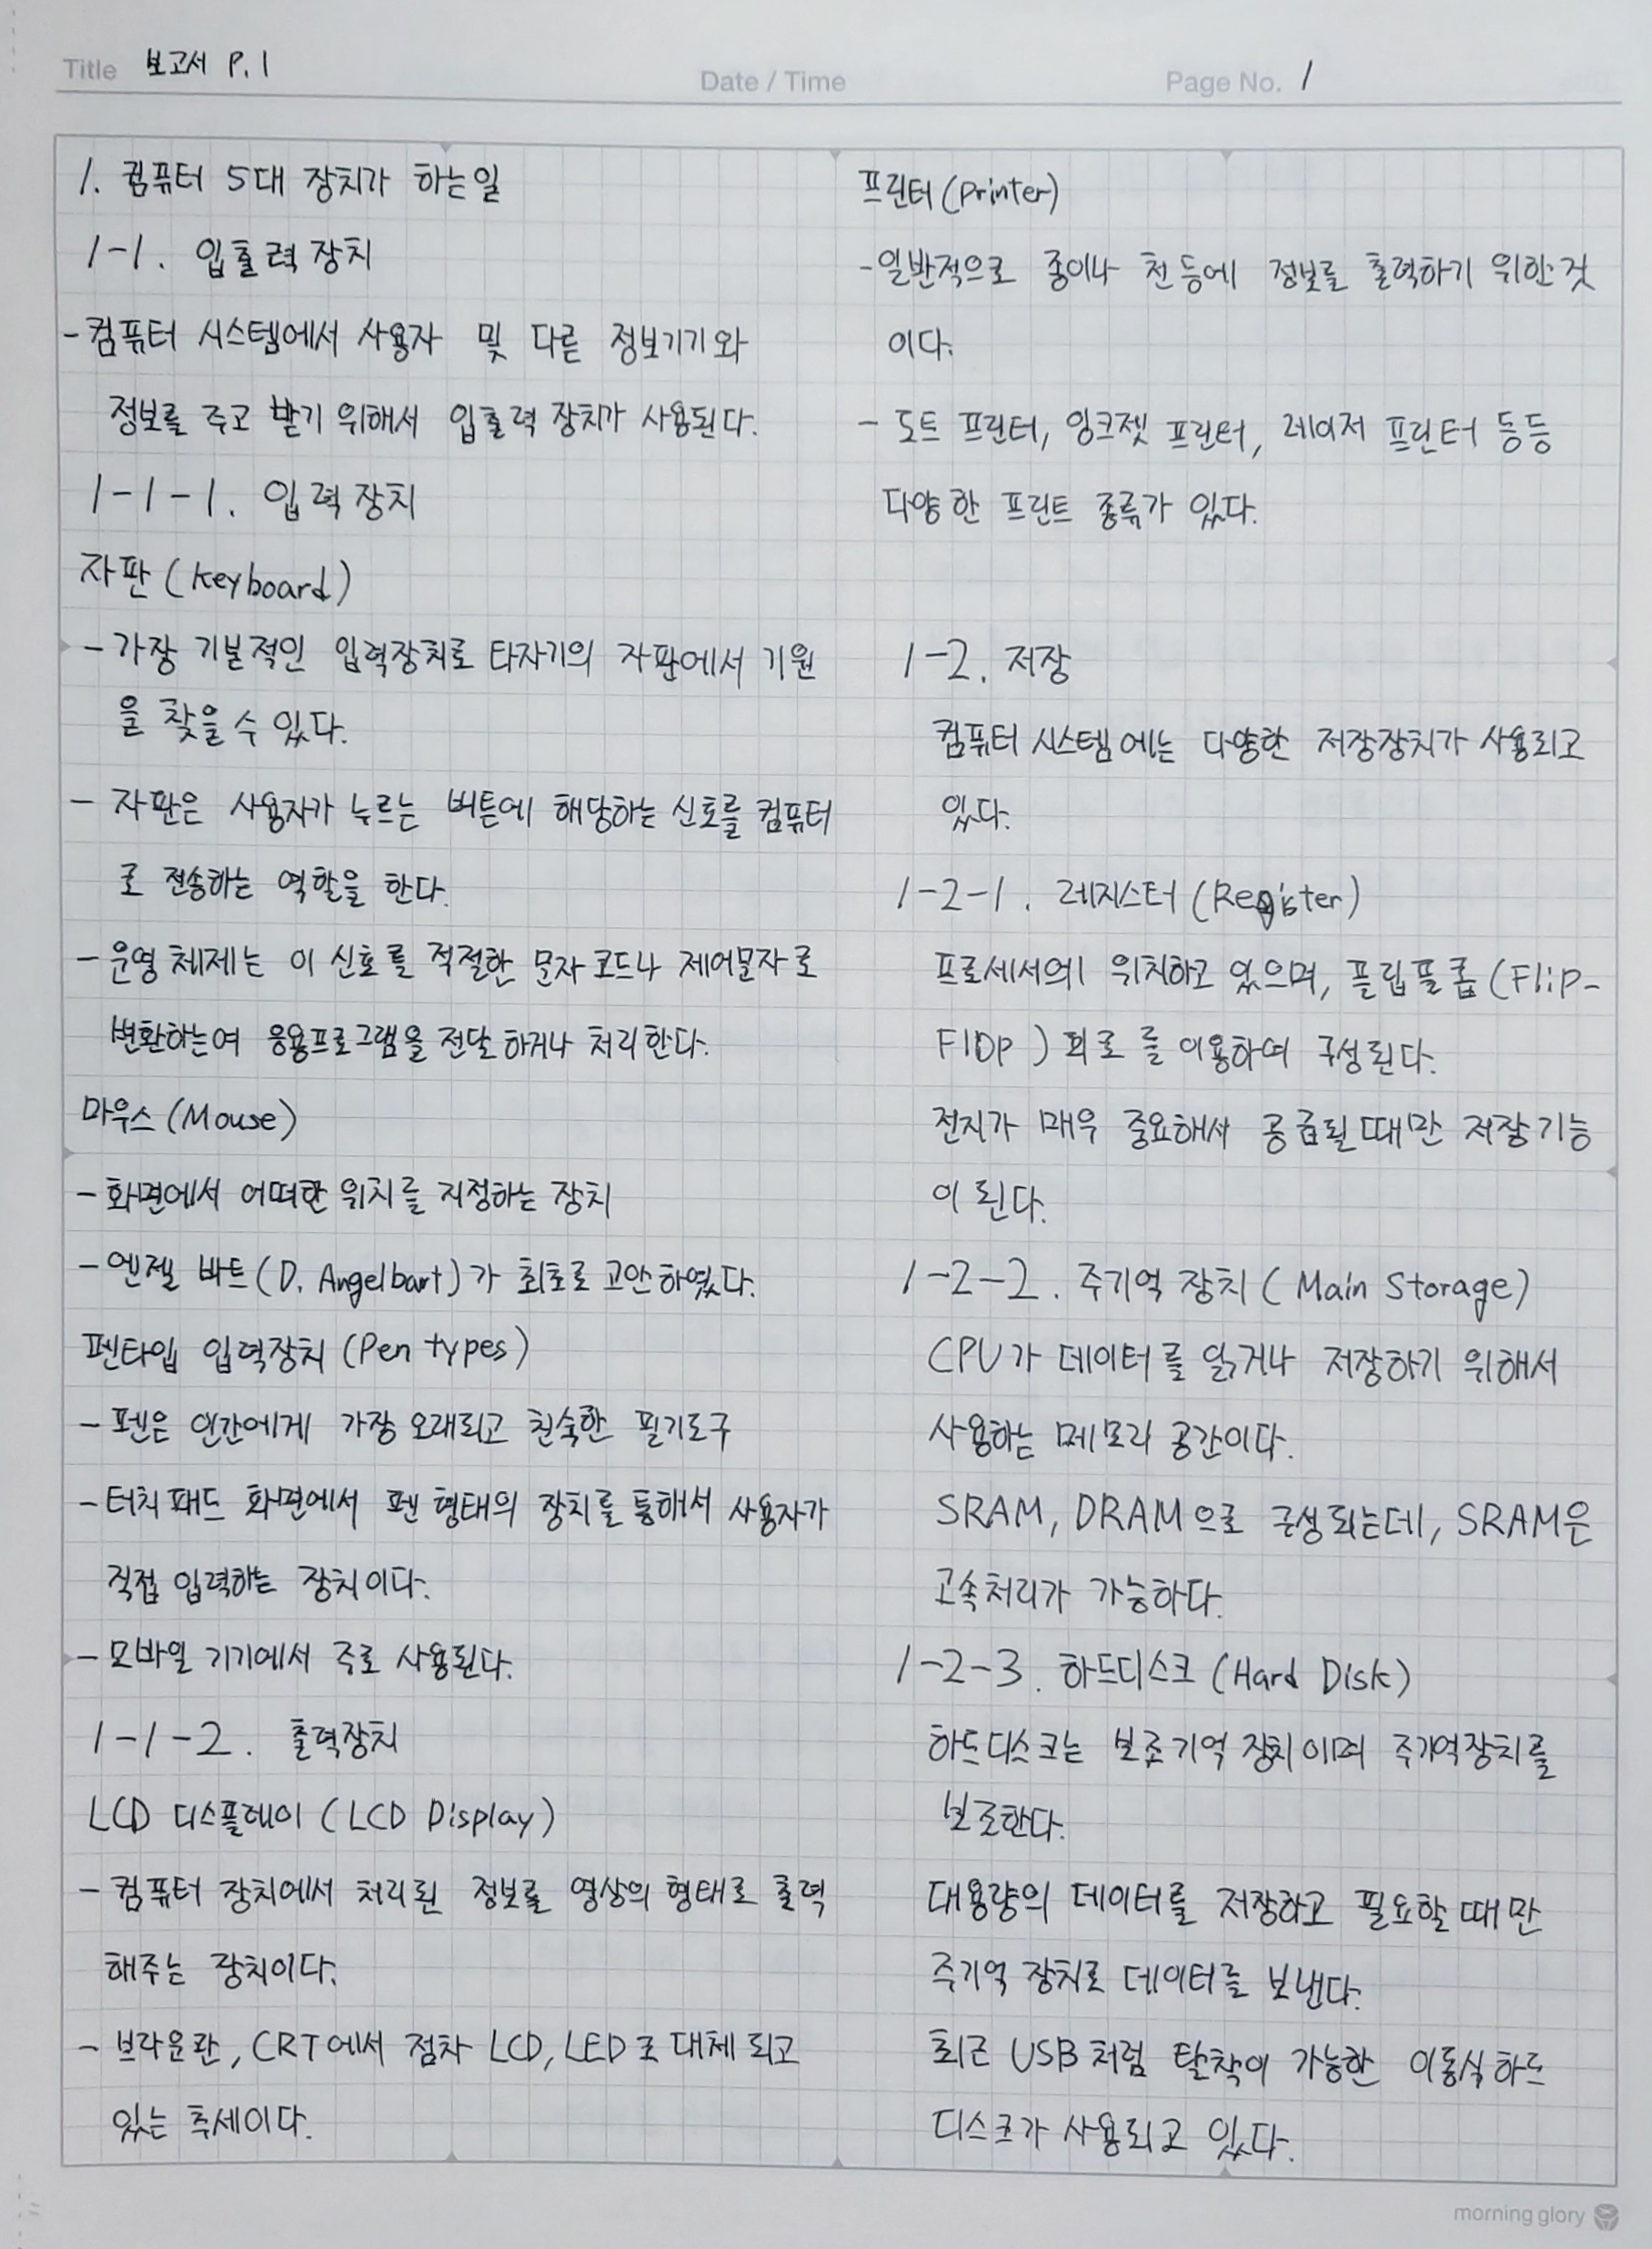 Title 보고서 P.1
Date / Time
Page No. 1
1. 컴퓨터 5대 장치가 하는일
1-1. 입출력 장치
-컴퓨터 시스템에서 사용자 및 다른 정보기기와
정보를 주고 받기 위해서 입출력 장치가 사용된다.
1-1-1. 입력 장치
자판(Keyboard)
- 가장 기본적인 입력장치로 타자기의 자판에서 기원
을 찾을 수 있다.
- 자판은 사용자가 누르는 버튼에 해당하는 신호를 컴퓨터
로 전송하는 역할을 한다.
- 운영 체제는 이 신호를 적절한 문자 코드나 제어문자로
변환하는여 응용프로그램을 전달 하거나 처리한다.
마우스(Mouse)
- 화면에서 어떠한 위치를 지정하는 장치
- 엔젤 바트(D. Angelbart)가 최초로 고안하였다.
펜타입 입력장치(Pen types)
- 펜은 인간에게 가장 오래되고 친숙한 필기도구
- 터치 패드 화면에서 펜 형태의 장치를 통해서 사용자가
직접 입력하는 장치이다.
- 모바일 기기에서 주로 사용된다.
1-1-2. 출력장치
LCD 디스플레이(LCD Display)
- 컴퓨터 장치에서 처리된 정보를 영상의 형태로 출력
해주는 장치이다.
- 브라운관, CRT에서 점차 LCD, LED로 대체 되고
있는 추세이다.
프린터(Printer)
-일반적으로 종이나 천 등에 정보를 출력하기 위한 것
이다.
- 도트 프린터, 잉크젯 프린터, 레이저 프린터 등등
다양한 프린트 종류가 있다.
1-2. 저장
컴퓨터 시스템에는 다양한 저장장치가 사용되고
있다.
1-2-1. 레지스터(Register)
프로세서에 위치하고 있으며, 플립플롭(Flip-
Flop) 회로를 이용하여 구성된다.
전지가 매우 중요해서 공급될때만 저장기능
이 된다.
1-2-2. 주기억 장치(Main Storage)
CPU가 데이터를 읽거나 저장하기 위해서
사용하는 메모리 공간이다.
SRAM, DRAM으로 구성되는데, SRAM은
고속처리가 가능하다.
1-2-3. 하드디스크(Hard Disk)
하드디스크는 보조기억 장치이며 주기억장치를
보조한다.
대용량의 데이터를 저장하고 필요할 때만
주기억 장치로 데이터를 보낸다.
최근 USB처럼 탈착이 가능한 이동식 하드
디스크가 사용되고 있다.
morning glory